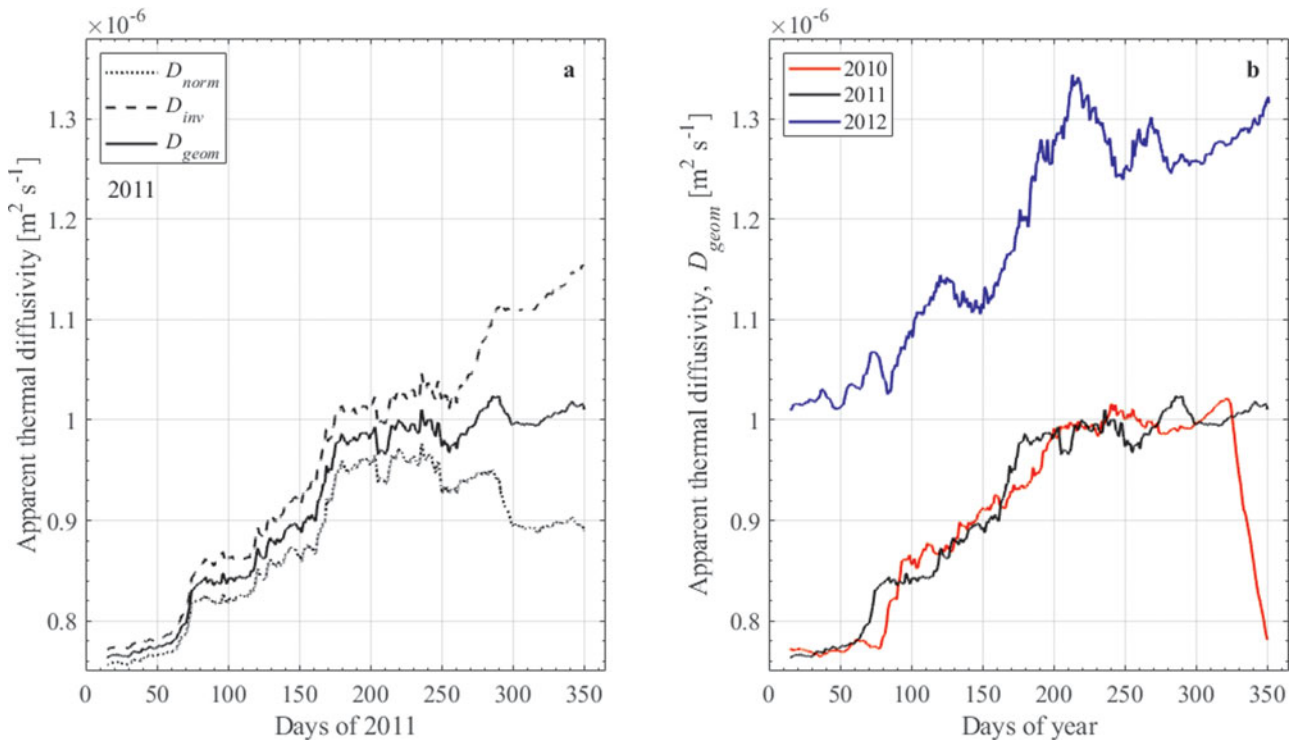 ×10⁻⁶
a
D_norm
D_inv
D_geom
2011
1.3
1.2
1.1
1
0.9
0.8
Apparent thermal diffusivity [m² s⁻¹]
0 50 100 150 200 250 300 350
Days of 2011
×10⁻⁶
b
2010
2011
2012
1.3
1.2
1.1
1
0.9
0.8
Apparent thermal diffusivity, D_geom [m² s⁻¹]
0 50 100 150 200 250 300 350
Days of year